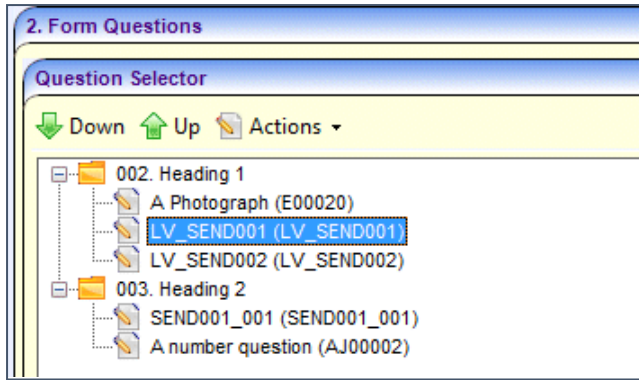 2. Form Questions
Question Selector
Down Up Actions
002. Heading 1
A Photograph (E00020)
LV_SEND001 (LV_SEND001)
LV_SEND002 (LV_SEND002)
003. Heading 2
SEND001_001 (SEND001_001)
A number question (AJ00002)